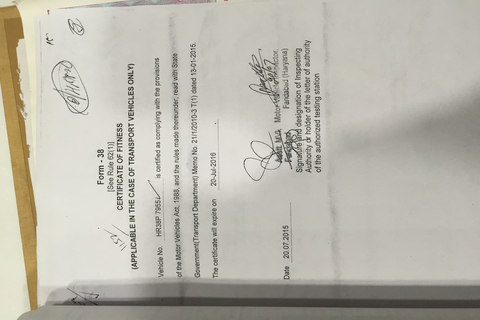 Form - 38
[See Rule 62(1)]
CERTIFICATE OF FITNESS
(APPLICABLE IN THE CASE OF TRANSPORT VEHICLES ONLY)
Vehicle No. HR38P 7955 is certified as complying with the provisions
of the Motor Vehicles Act, 1988, and the rules made thereunder, read with State
Government(Transport Department) Memo No. 21/1/2010-3 T(1) dated 13-01-2015.
The certificate will expire on 20-Jul-2016
Date 20.07.2015
Motor
Faridabad (Haryana)
Signature and designation of Inspecting
Authority or holder of the letter of authority
of the authorized testing station